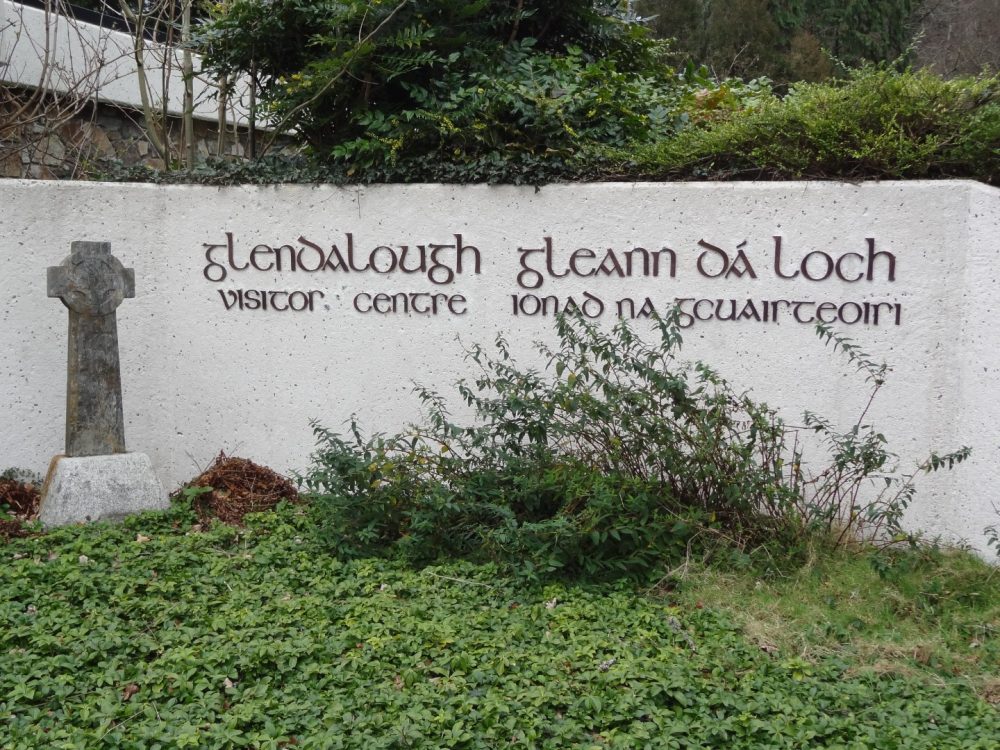 glendalough gleann dá loch
visitor centre ionad na gcuairteoirí